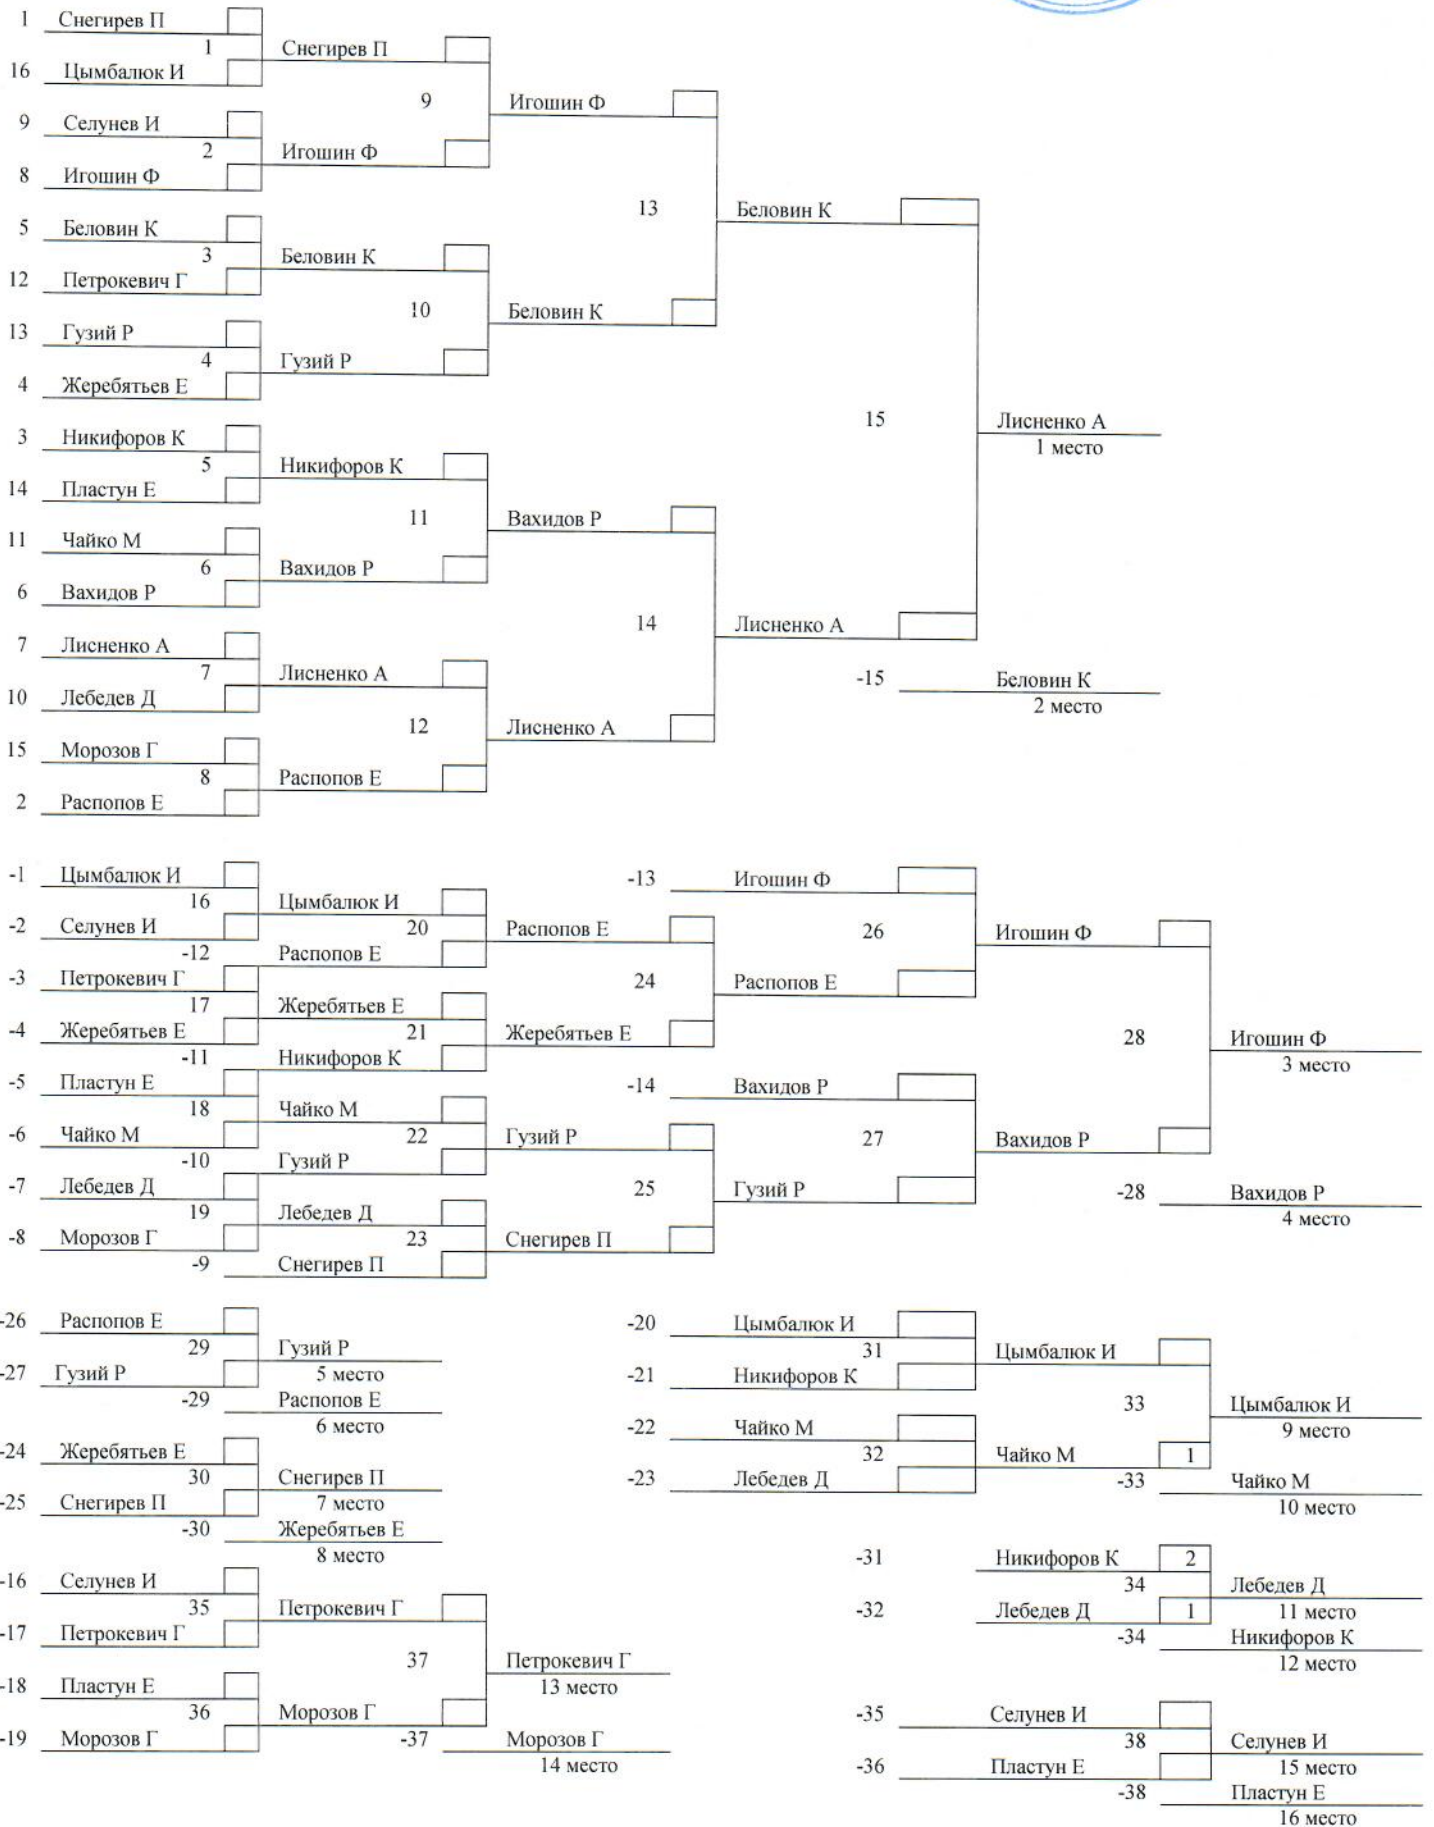 1 Снегирев П
1 Снегирев П
16 Цымбалюк И
9 Игошин Ф
9 Селунев И
2 Игошин Ф
8 Игошин Ф
13 Беловин К
5 Беловин К
3 Беловин К
12 Петрокевич Г
10 Беловин К
13 Гузий Р
4 Гузий Р
4 Жеребятьев Е
15 Лисненко А
1 место
3 Никифоров К
5 Никифоров К
14 Пластун Е
11 Вахидов Р
11 Чайко М
6 Вахидов Р
6 Вахидов Р
14 Лисненко А
7 Лисненко А
7 Лисненко А
-15 Беловин К
2 место
10 Лебедев Д
12 Лисненко А
15 Морозов Г
8 Распопов Е
2 Распопов Е
-1 Цымбалюк И
-13 Игошин Ф
16 Цымбалюк И
-2 Селунев И
20 Распопов Е
26 Игошин Ф
-12 Распопов Е
-3 Петрокевич Г
24 Распопов Е
17 Жеребятьев Е
-4 Жеребятьев Е
21 Жеребятьев Е
28 Игошин Ф
3 место
-11 Никифоров К
-5 Пластун Е
-14 Вахидов Р
18 Чайко М
-6 Чайко М
22 Гузий Р
27 Вахидов Р
-10 Гузий Р
-7 Лебедев Д
25 Гузий Р
-28 Вахидов Р
4 место
19 Лебедев Д
-8 Морозов Г
23 Снегирев П
-9 Снегирев П
-26 Распопов Е
29 Гузий Р
5 место
-27 Гузий Р
-29 Распопов Е
6 место
-24 Жеребятьев Е
30 Снегирев П
7 место
-25 Снегирев П
-30 Жеребятьев Е
8 место
-20 Цымбалюк И
31 Цымбалюк И
-21 Никифоров К
33 Цымбалюк И
9 место
-22 Чайко М
32 Чайко М 1
-23 Лебедев Д
-33 Чайко М
10 место
-31 Никифоров К 2
34 Лебедев Д
11 место
-32 Лебедев Д 1
-34 Никифоров К
12 место
-16 Селунев И
35 Петрокевич Г
-17 Петрокевич Г
37 Петрокевич Г
13 место
-18 Пластун Е
36 Морозов Г
-19 Морозов Г
-37 Морозов Г
14 место
-35 Селунев И
38 Селунев И
15 место
-36 Пластун Е
-38 Пластун Е
16 место